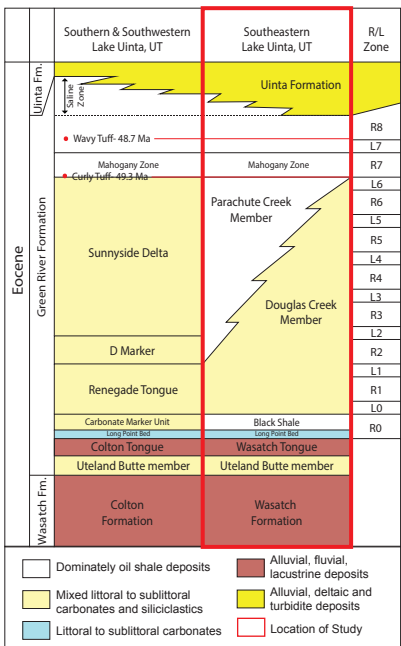 Southern & Southwestern
Lake Uinta, UT
Southeastern
Lake Uinta, UT
R/L
Zone
Eocene
Uinta Fm.
Green River Formation
Wasatch Fm.
Saline
Zone
Uinta Formation
Wavy Tuff- 48.7 Ma
Mahogany Zone
Mahogany Zone
Curly Tuff- 49.3 Ma
Parachute Creek
Member
Sunnyside Delta
Douglas Creek
Member
D Marker
Renegade Tongue
Carbonate Marker Unit
Black Shale
Long Point Bed
Long Point Bed
Colton Tongue
Wasatch Tongue
Uteland Butte member
Uteland Butte member
Colton
Formation
Wasatch
Formation
R8
L7
R7
L6
R6
L5
R5
L4
R4
L3
R3
L2
R2
L1
R1
L0
R0
Dominately oil shale deposits
Mixed littoral to sublittoral
carbonates and siliciclastics
Littoral to sublittoral carbonates
Alluvial, fluvial,
lacustrine deposits
Alluvial, deltaic and
turbidite deposits
Location of Study